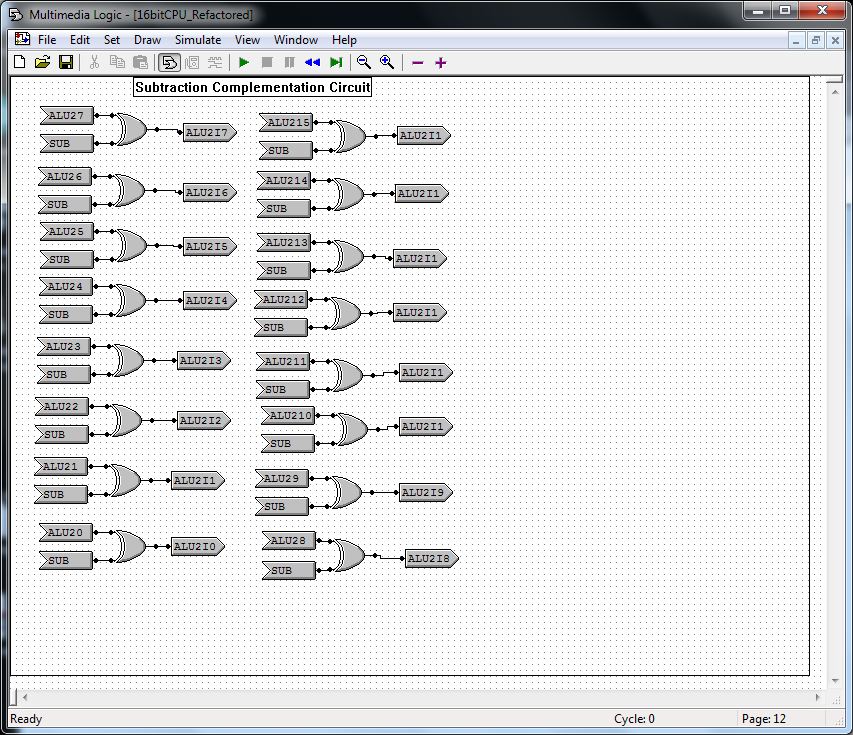 Multimedia Logic - [16bitCPU_Refactored]
File Edit Set Draw Simulate View Window Help
Subtraction Complementation Circuit
ALU27
SUB
ALU2I7
ALU26
SUB
ALU2I6
ALU25
SUB
ALU2I5
ALU24
SUB
ALU2I4
ALU23
SUB
ALU2I3
ALU22
SUB
ALU2I2
ALU21
SUB
ALU2I1
ALU20
SUB
ALU2I0
ALU215
SUB
ALU2I1
ALU214
SUB
ALU2I1
ALU213
SUB
ALU2I1
ALU212
SUB
ALU2I1
ALU211
SUB
ALU2I1
ALU210
SUB
ALU2I1
ALU29
SUB
ALU2I9
ALU28
SUB
ALU2I8
Ready Cycle: 0 Page: 12